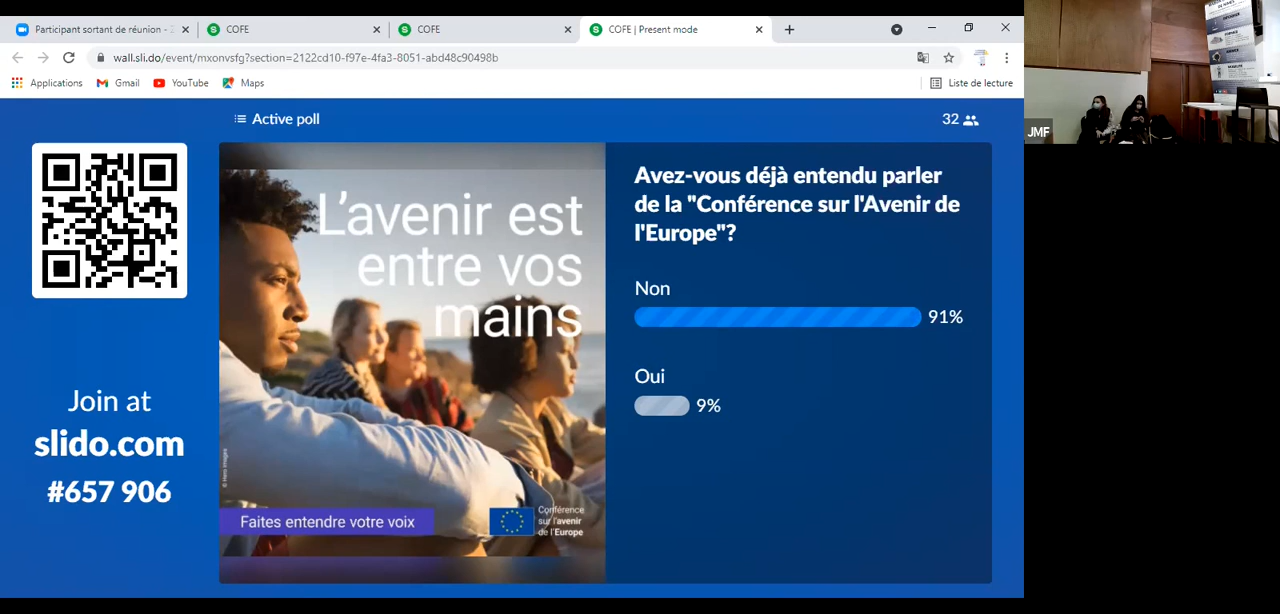 Participant sortant de réunion - Z
COFE
COFE
COFE | Present mode
wall.sli.do/event/mxonvsfg?section=2122cd10-f97e-4fa3-8051-abd48c90498b
Applications
Gmail
YouTube
Maps
Liste de lecture
Active poll
32
L'avenir est
entre vos
mains
Faites entendre votre voix
Conférence
sur l'avenir
de l'Europe
Join at
slido.com
#657 906
Avez-vous déjà entendu parler
de la "Conférence sur l'Avenir de
l'Europe"?
Non
91%
Oui
9%
JMF